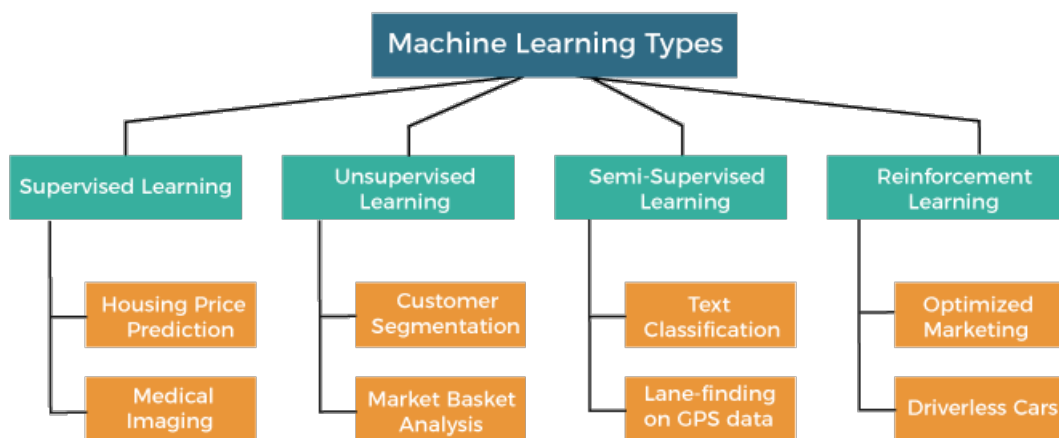 Machine Learning Types
Supervised Learning
Unsupervised
Learning
Semi-Supervised
Learning
Reinforcement
Learning
Housing Price
Prediction
Customer
Segmentation
Text
Classification
Optimized
Marketing
Medical
Imaging
Market Basket
Analysis
Lane-finding
on GPS data
Driverless Cars